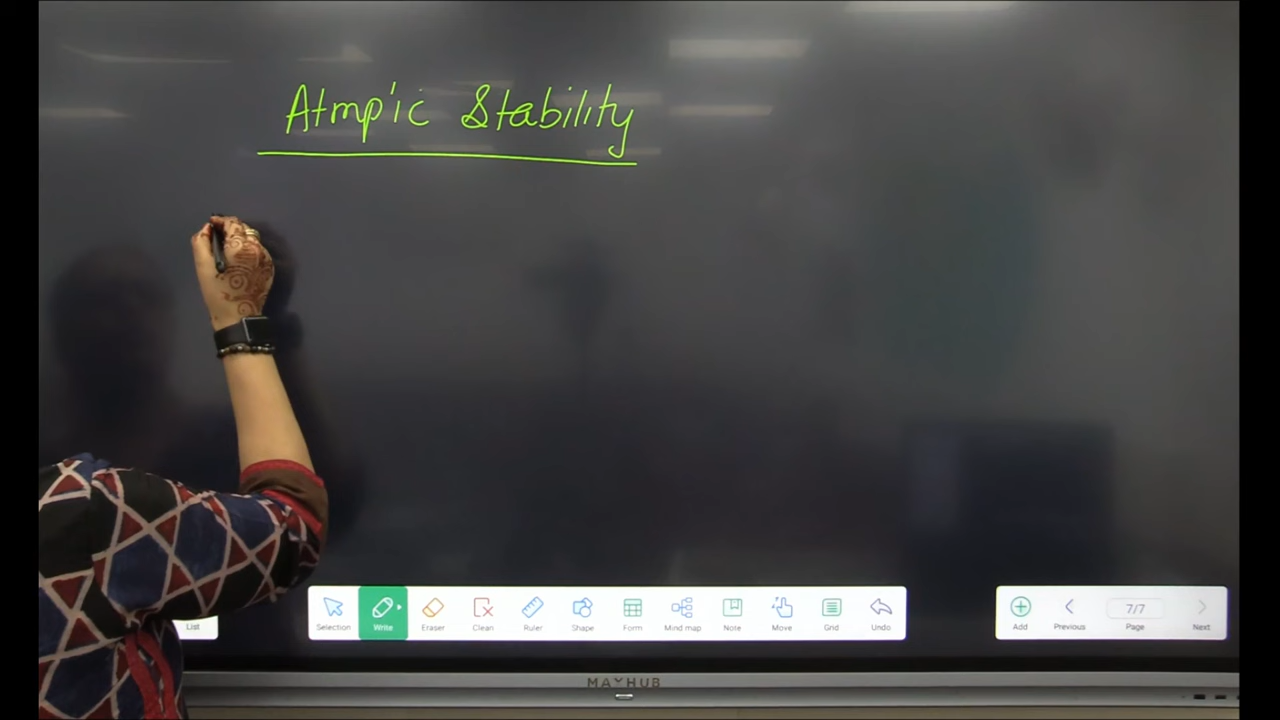 Atmpic Stability
List
Selection Write Eraser Clean Ruler Shape Form Mind map Note Move Grid Undo
Add Previous 7/7 Page Next
MAYHUB